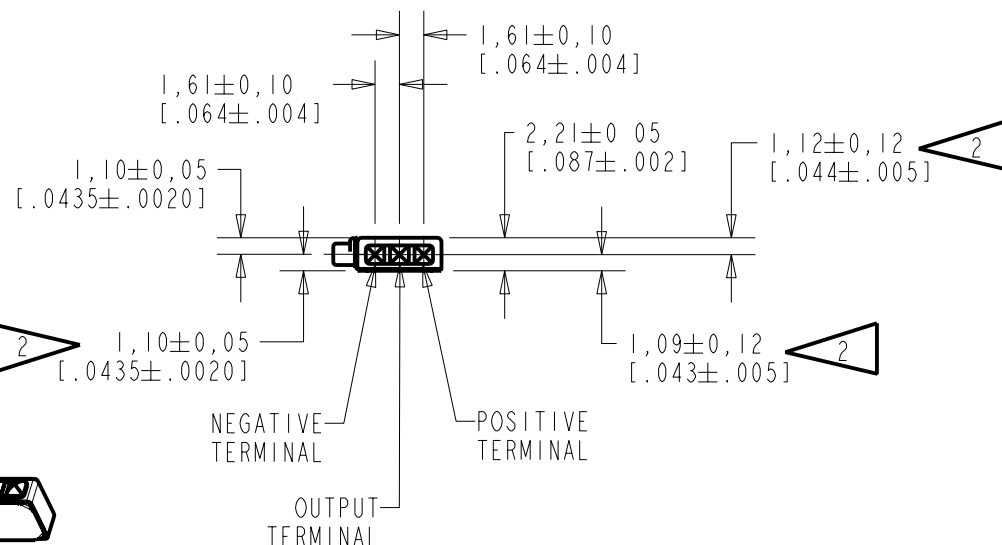 1,61±0,10
[.064±.004]
1,61±0,10
[.064±.004]
2,21±0 05
[.087±.002]
1,12±0,12
[.044±.005]
2
1,10±0,05
[.0435±.0020]
2
1,10±0,05
[.0435±.0020]
1,09±0,12
[.043±.005]
2
NEGATIVE
TERMINAL
POSITIVE
TERMINAL
OUTPUT
TERMINAL